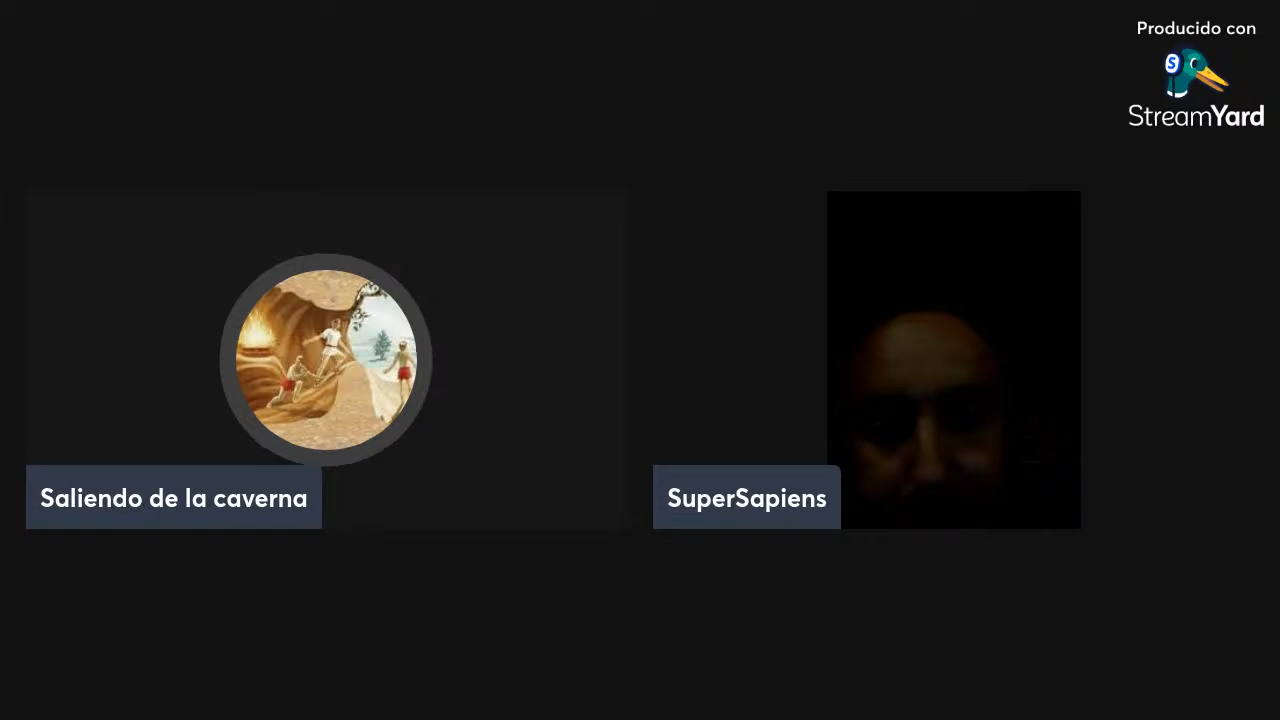 Producido con
S
StreamYard
Saliendo de la caverna
SuperSapiens